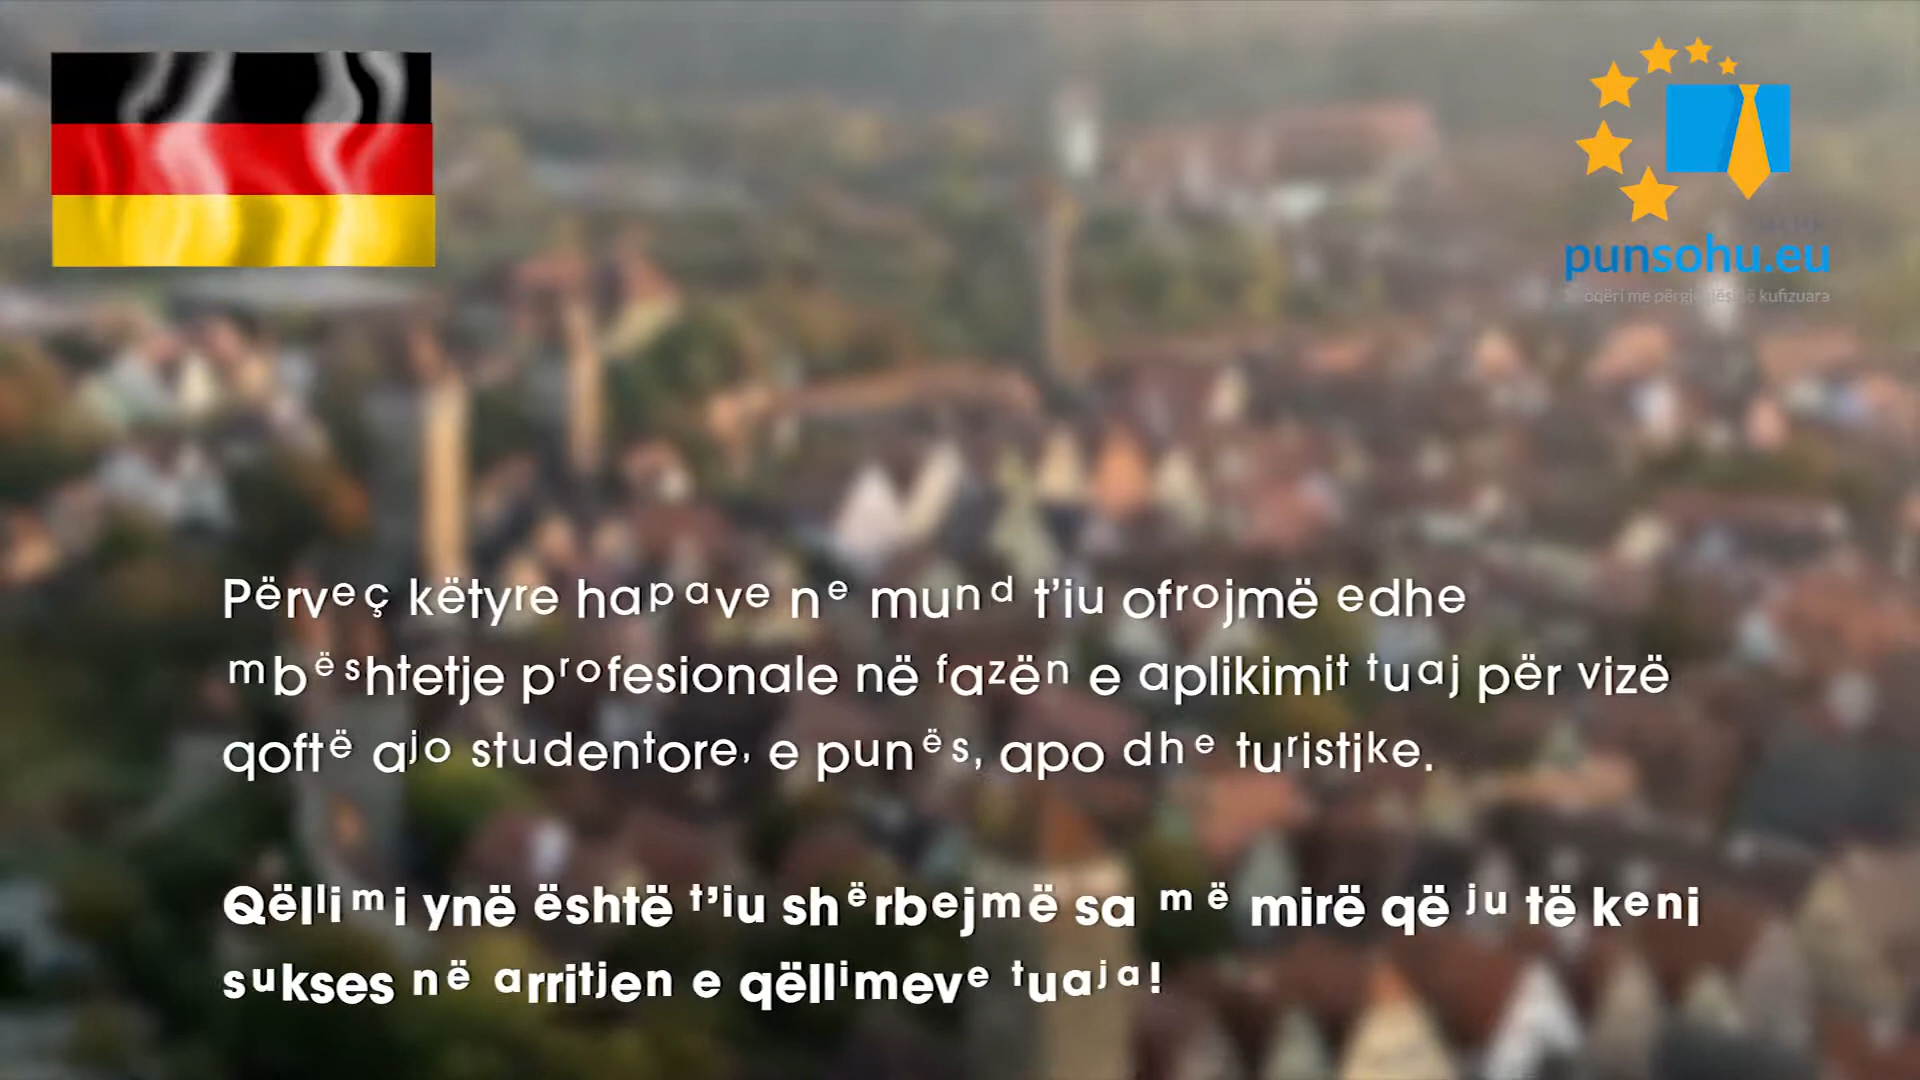 punsohu.eu
Përveç këtyre hapave ne mund t'iu ofrojmë edhe
mbështetje profesionale në fazën e aplikimit tuaj për vizë
qoftë ajo studentore, e punës, apo dhe turistike.
Qëllimi ynë është t'iu shërbejmë sa më mirë që ju të keni
sukses në arritjen e qëllimeve tuaja!